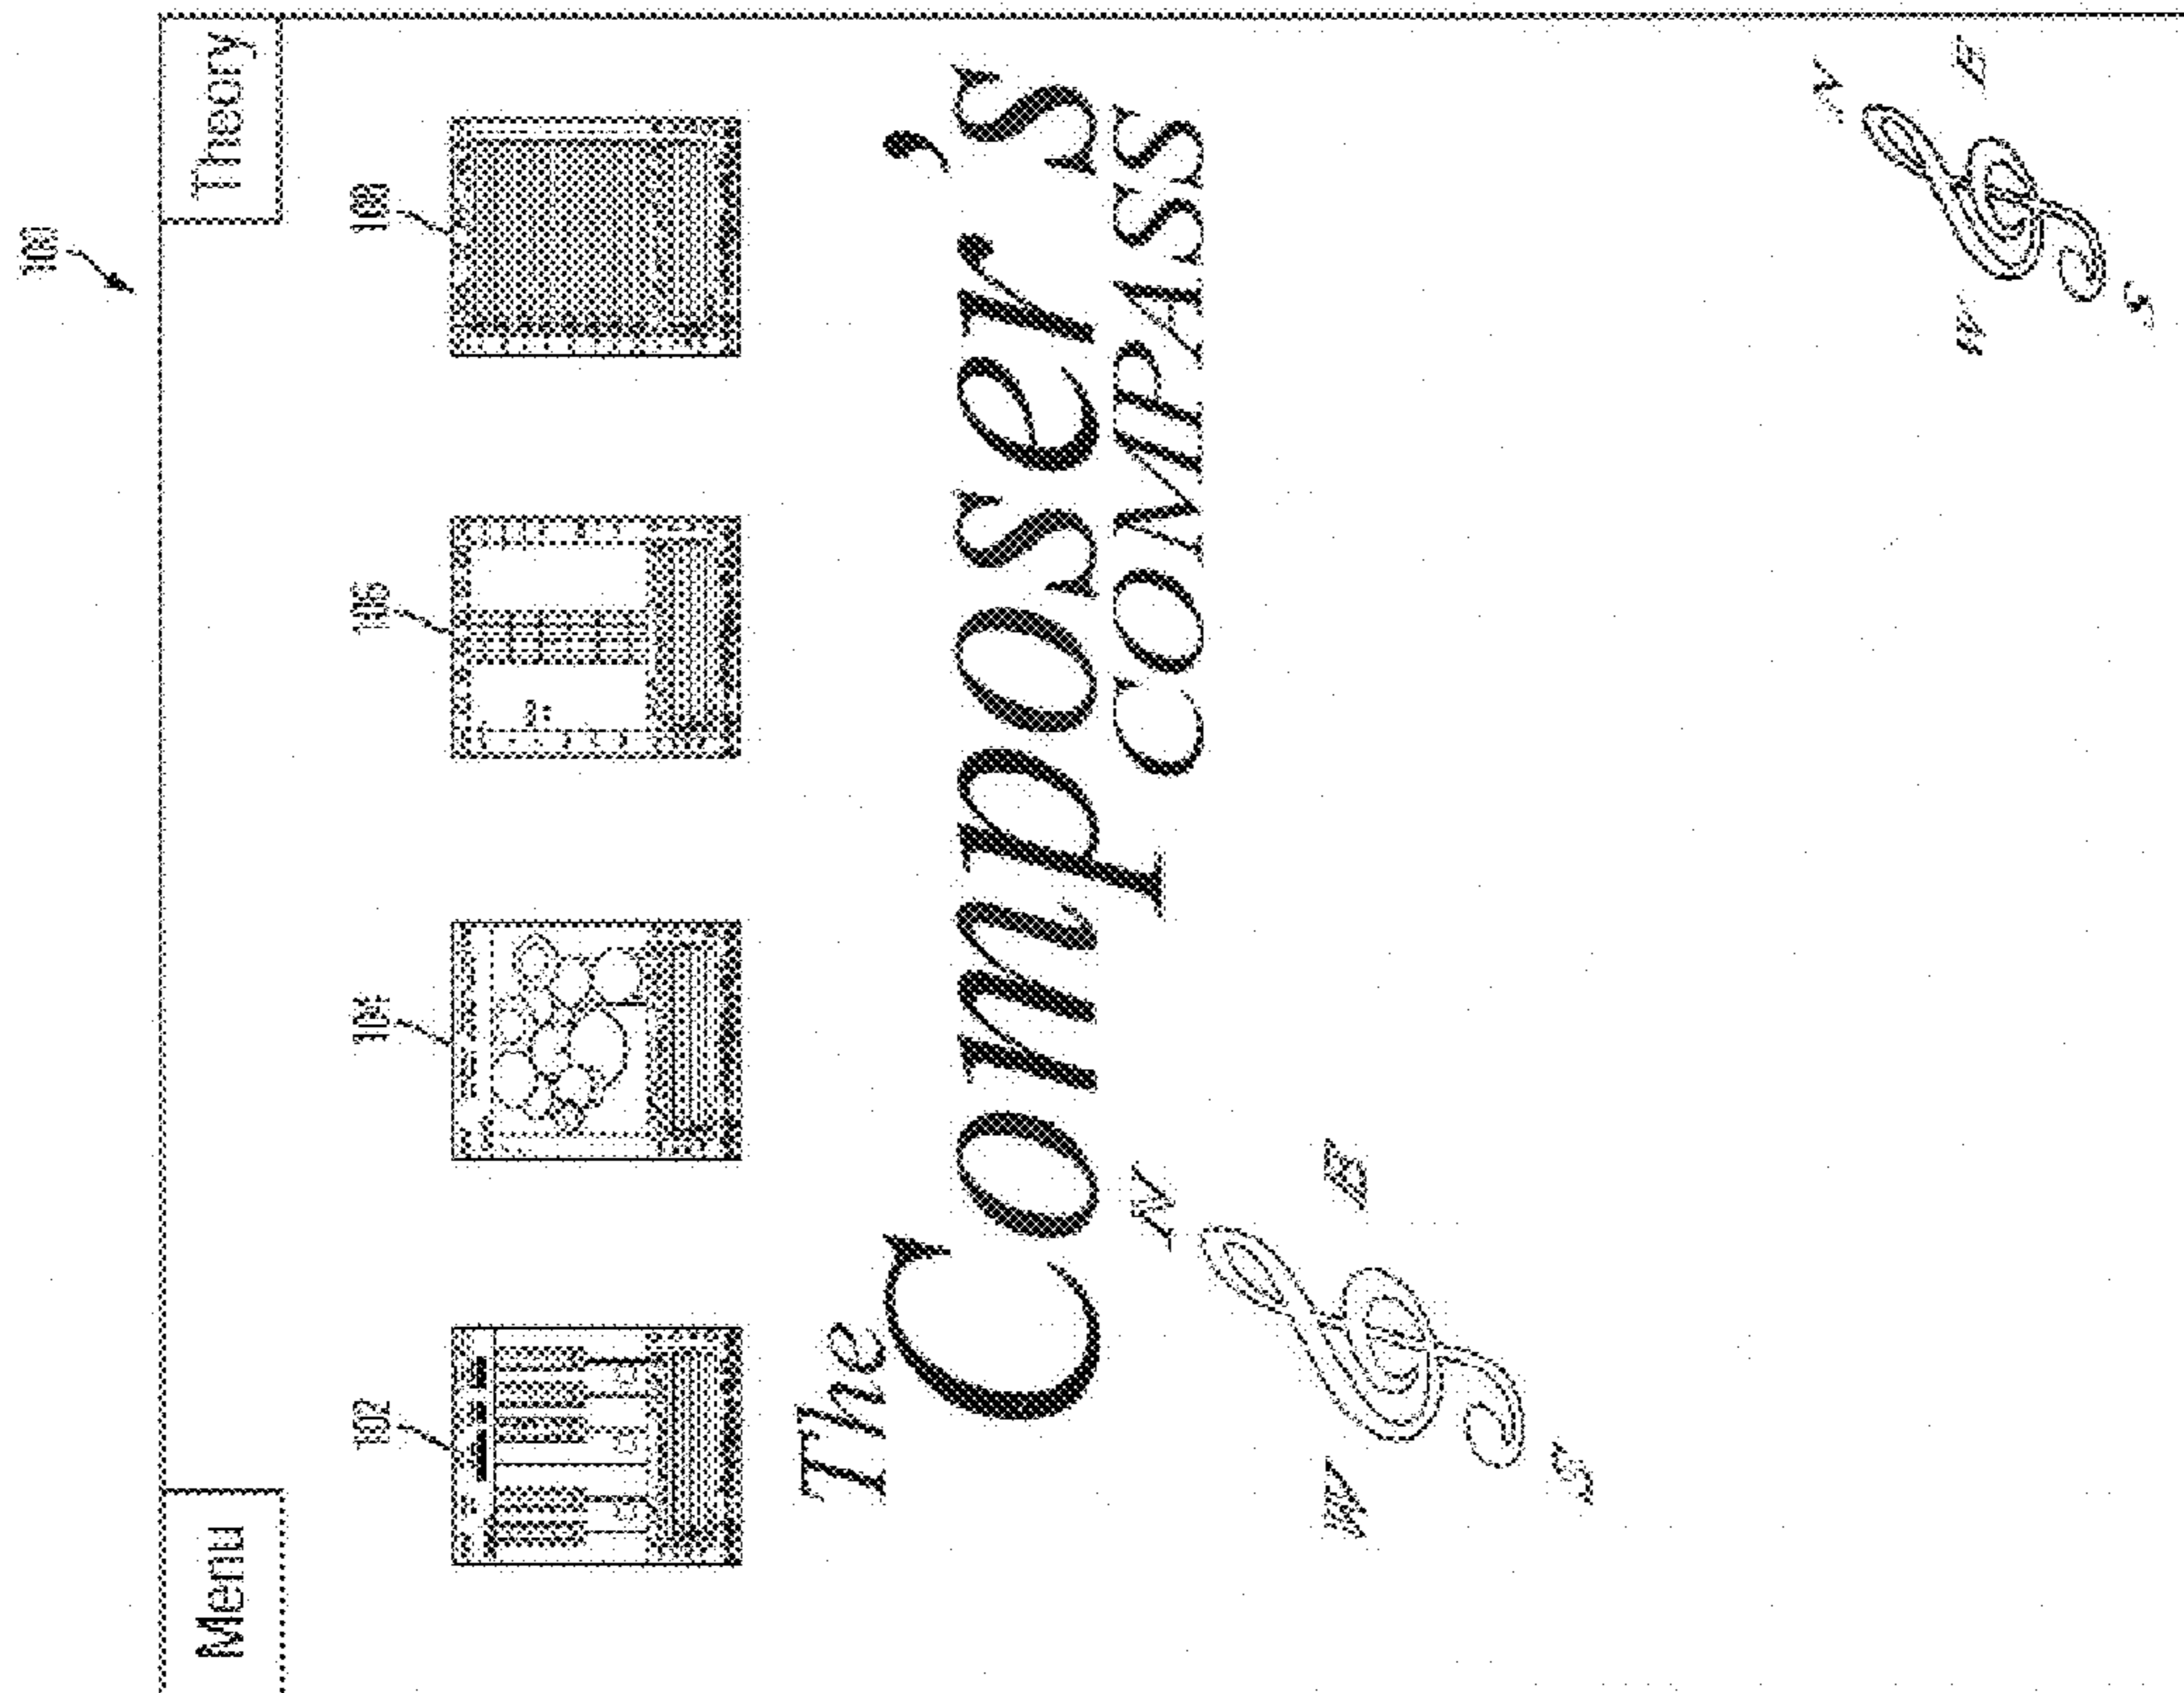 100
Menu
Theory
102
104
106
108
The
Composer's
COMPASS
N
W E
S
N
W E
S